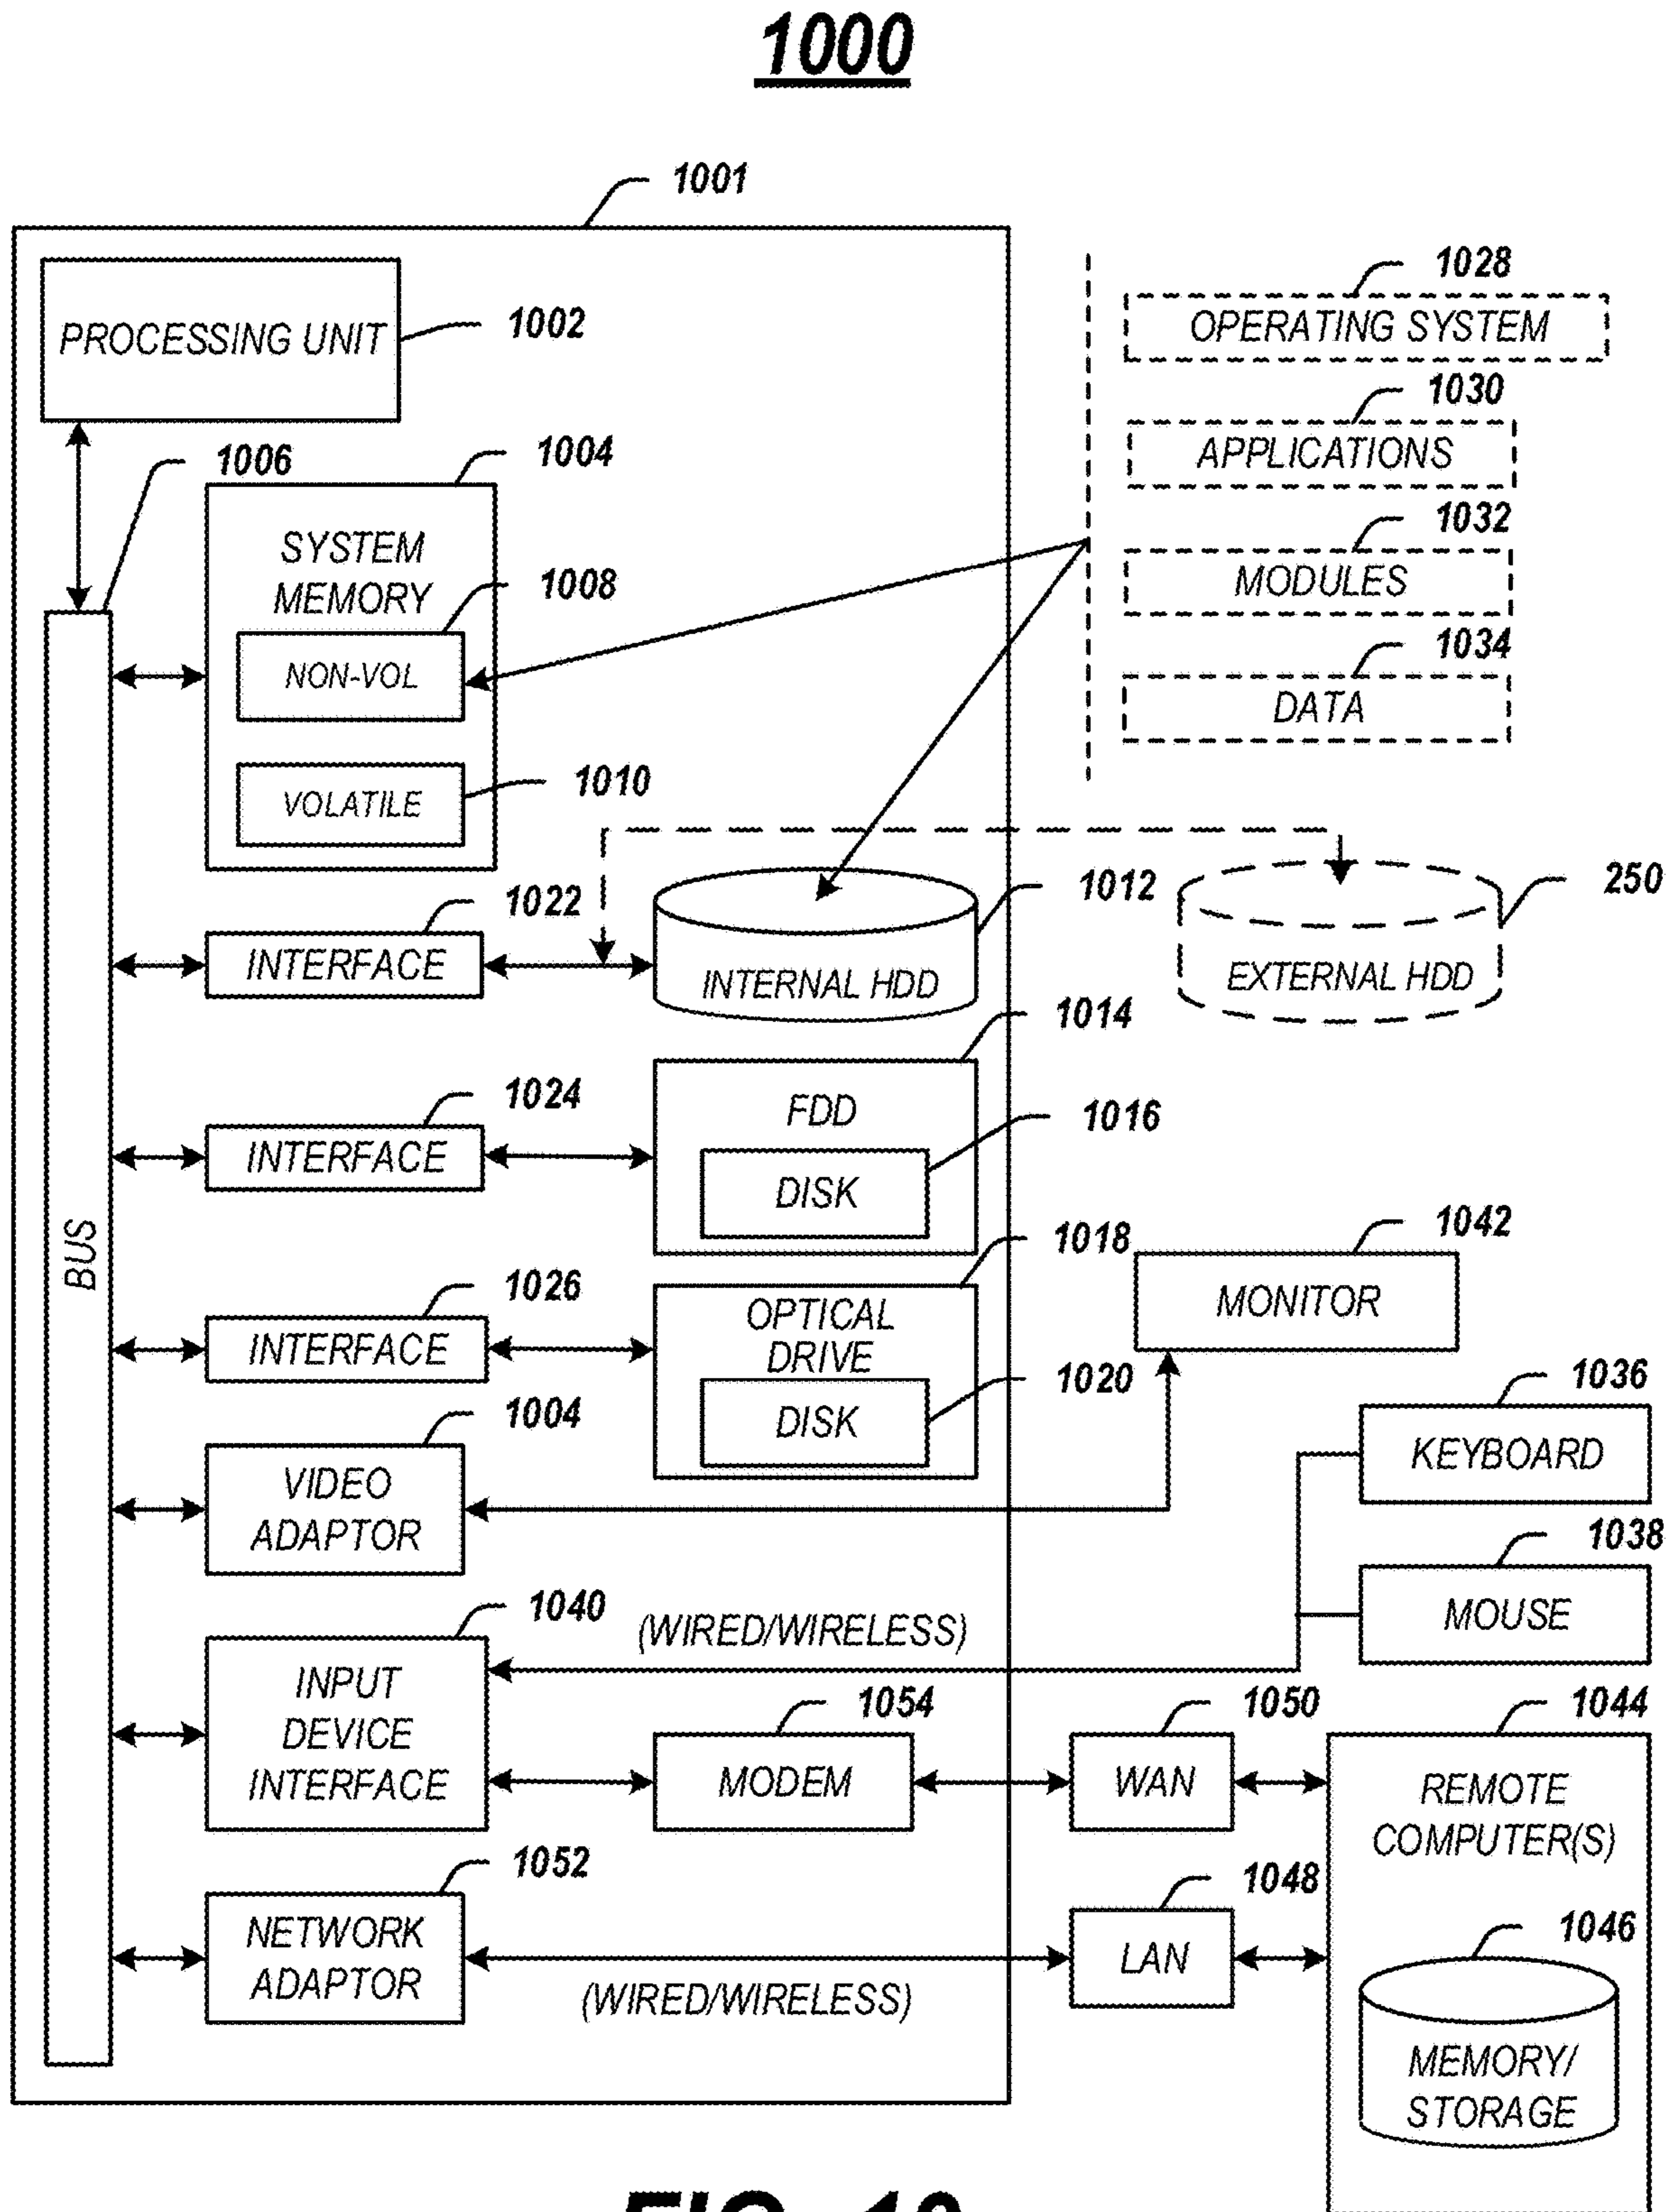 1000
1001
PROCESSING UNIT
1002
1028
OPERATING SYSTEM
1030
APPLICATIONS
1032
MODULES
1034
DATA
1006
1004
SYSTEM
MEMORY
1008
NON-VOL
1010
VOLATILE
BUS
1022
INTERFACE
1012
INTERNAL HDD
250
EXTERNAL HDD
1014
FDD
1024
INTERFACE
1016
DISK
1018
OPTICAL
DRIVE
1026
INTERFACE
1020
DISK
1042
MONITOR
1004
VIDEO
ADAPTOR
1036
KEYBOARD
1038
MOUSE
1040
INPUT
DEVICE
INTERFACE
(WIRED/WIRELESS)
1054
MODEM
1050
WAN
1044
REMOTE
COMPUTER(S)
1052
NETWORK
ADAPTOR
(WIRED/WIRELESS)
1048
LAN
1046
MEMORY/
STORAGE